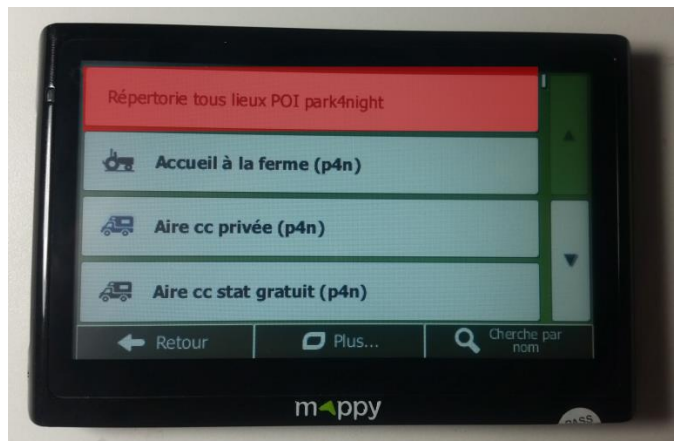 Répertorie tous lieux POI park4night
Accueil à la ferme (p4n)
Aire cc privée (p4n)
Aire cc stat gratuit (p4n)
Retour
Plus...
Cherche par
nom
mappy
PASS